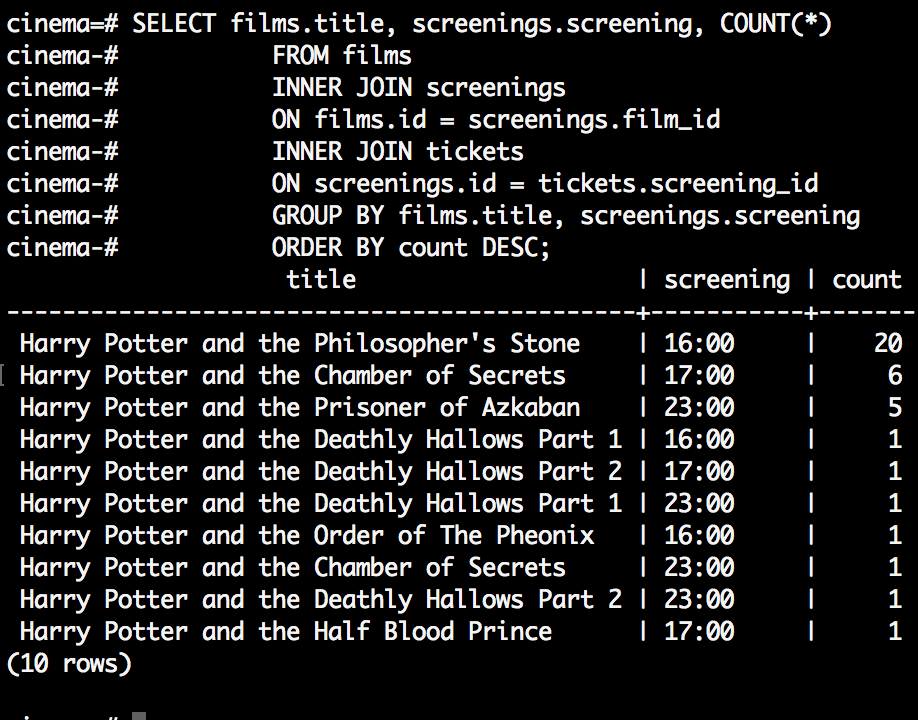 cinema=# SELECT films.title, screenings.screening, COUNT(*)
cinema-#           FROM films
cinema-#           INNER JOIN screenings
cinema-#           ON films.id = screenings.film_id
cinema-#           INNER JOIN tickets
cinema-#           ON screenings.id = tickets.screening_id
cinema-#           GROUP BY films.title, screenings.screening
cinema-#           ORDER BY count DESC;
                    title                    | screening | count
---------------------------------------------+-----------+-------
 Harry Potter and the Philosopher's Stone    | 16:00     |    20
 Harry Potter and the Chamber of Secrets     | 17:00     |     6
 Harry Potter and the Prisoner of Azkaban    | 23:00     |     5
 Harry Potter and the Deathly Hallows Part 1 | 16:00     |     1
 Harry Potter and the Deathly Hallows Part 2 | 17:00     |     1
 Harry Potter and the Deathly Hallows Part 1 | 23:00     |     1
 Harry Potter and the Order of The Pheonix   | 16:00     |     1
 Harry Potter and the Chamber of Secrets     | 23:00     |     1
 Harry Potter and the Deathly Hallows Part 2 | 23:00     |     1
 Harry Potter and the Half Blood Prince      | 17:00     |     1
(10 rows)